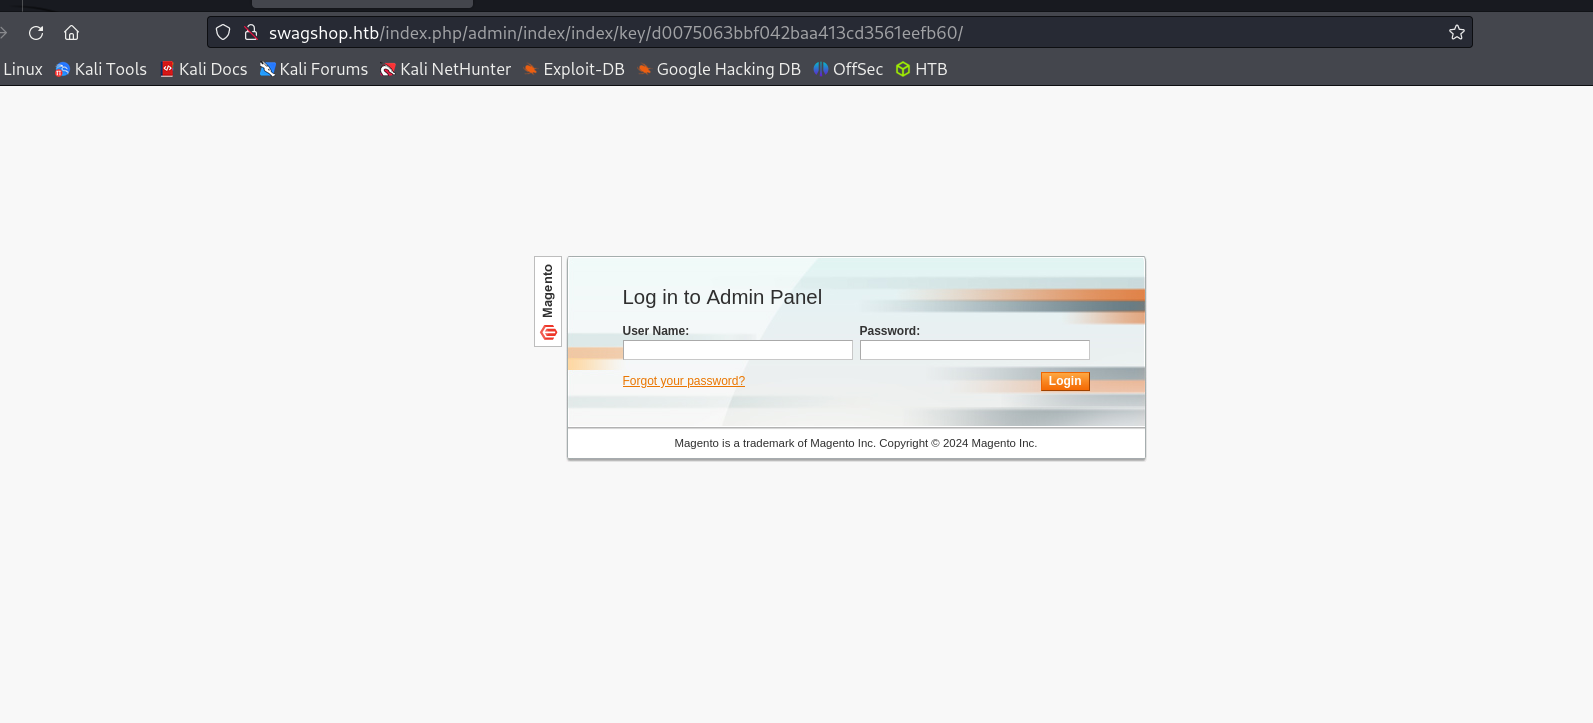 swagshop.htb/index.php/admin/index/index/key/d0075063bbf042baa413cd3561eefb60/
Linux Kali Tools Kali Docs Kali Forums Kali NetHunter Exploit-DB Google Hacking DB OffSec HTB
Magento
Log in to Admin Panel
User Name: Password:
Forgot your password? Login
Magento is a trademark of Magento Inc. Copyright © 2024 Magento Inc.